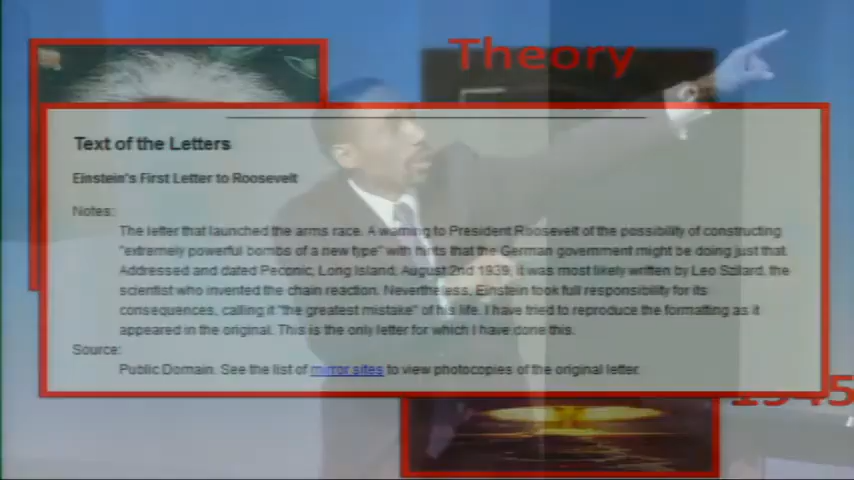 Theory
Text of the Letters
Einstein's First Letter to Roosevelt
Notes:
The letter that launched the arms race. A warning to President Roosevelt of the possibility of constructing
"extremely powerful bombs of a new type" with hints that the German government might be doing just that.
Addressed and dated Peconic, Long Island, August 2nd 1939, it was most likely written by Leo Szilard, the
scientist who invented the chain reaction. Nevertheless, Einstein took full responsibility for its
consequences, calling it "the greatest mistake" of his life. I have tried to reproduce the formatting as it
appeared in the original. This is the only letter for which I have done this.
Source:
Public Domain. See the list of mirror sites to view photocopies of the original letter.
1945